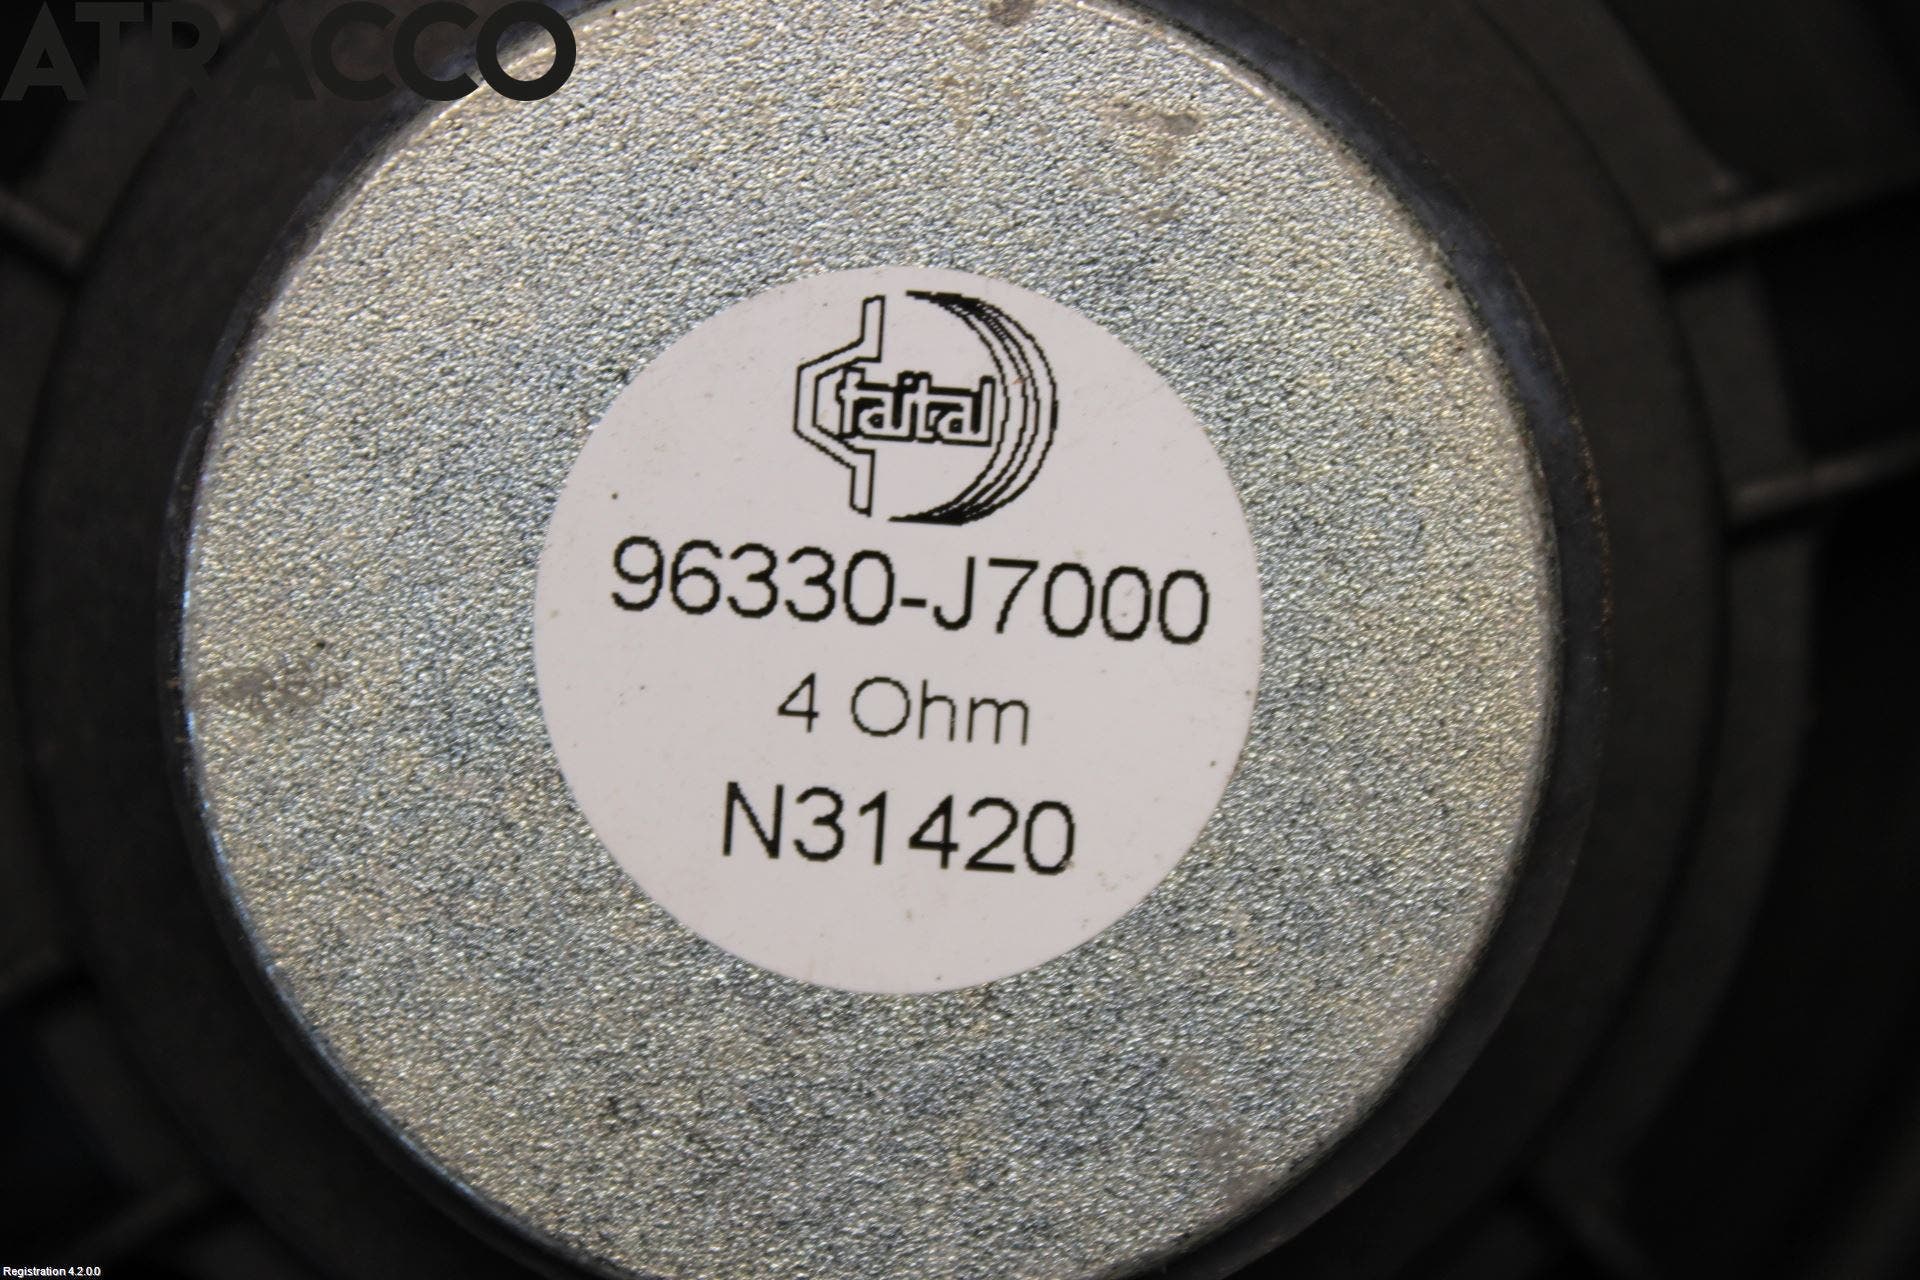 ATRACCO
faital
96330-J7000
4 Ohm
N31420
Registration 4.2.0.0